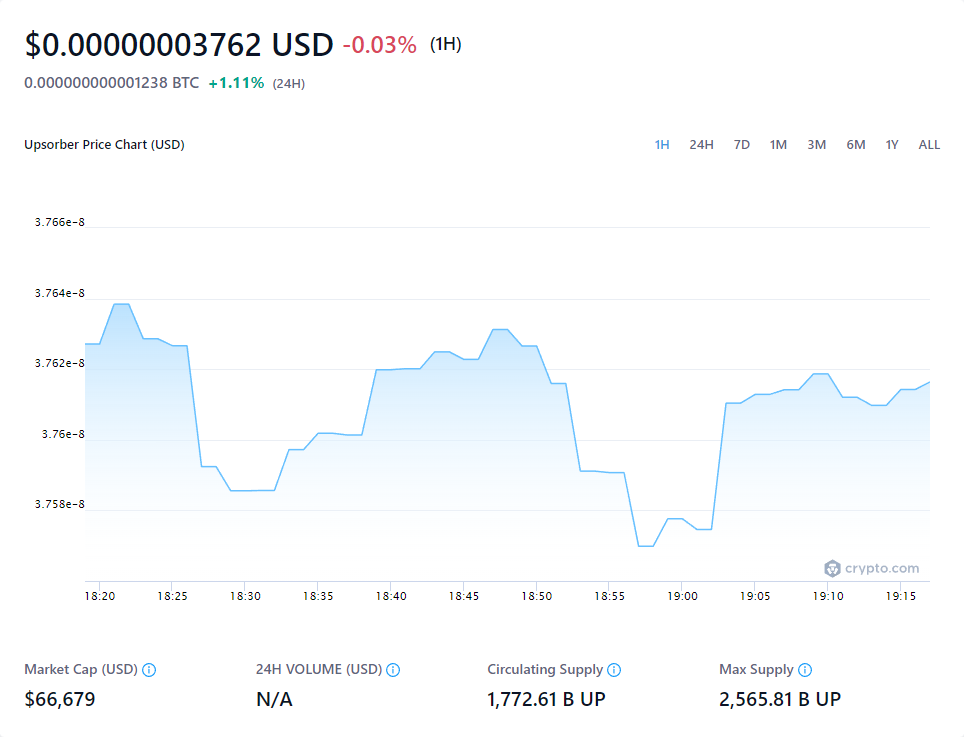 $0.00000003762 USD -0.03% (1H)
0.000000000001238 BTC +1.11% (24H)
Upsorber Price Chart (USD) 1H 24H 7D 1M 3M 6M 1Y ALL
3.766e-8
3.764e-8
3.762e-8
3.76e-8
3.758e-8
crypto.com
18:20 18:25 18:30 18:35 18:40 18:45 18:50 18:55 19:00 19:05 19:10 19:15
Market Cap (USD) 24H VOLUME (USD) Circulating Supply Max Supply
$66,679 N/A 1,772.61 B UP 2,565.81 B UP